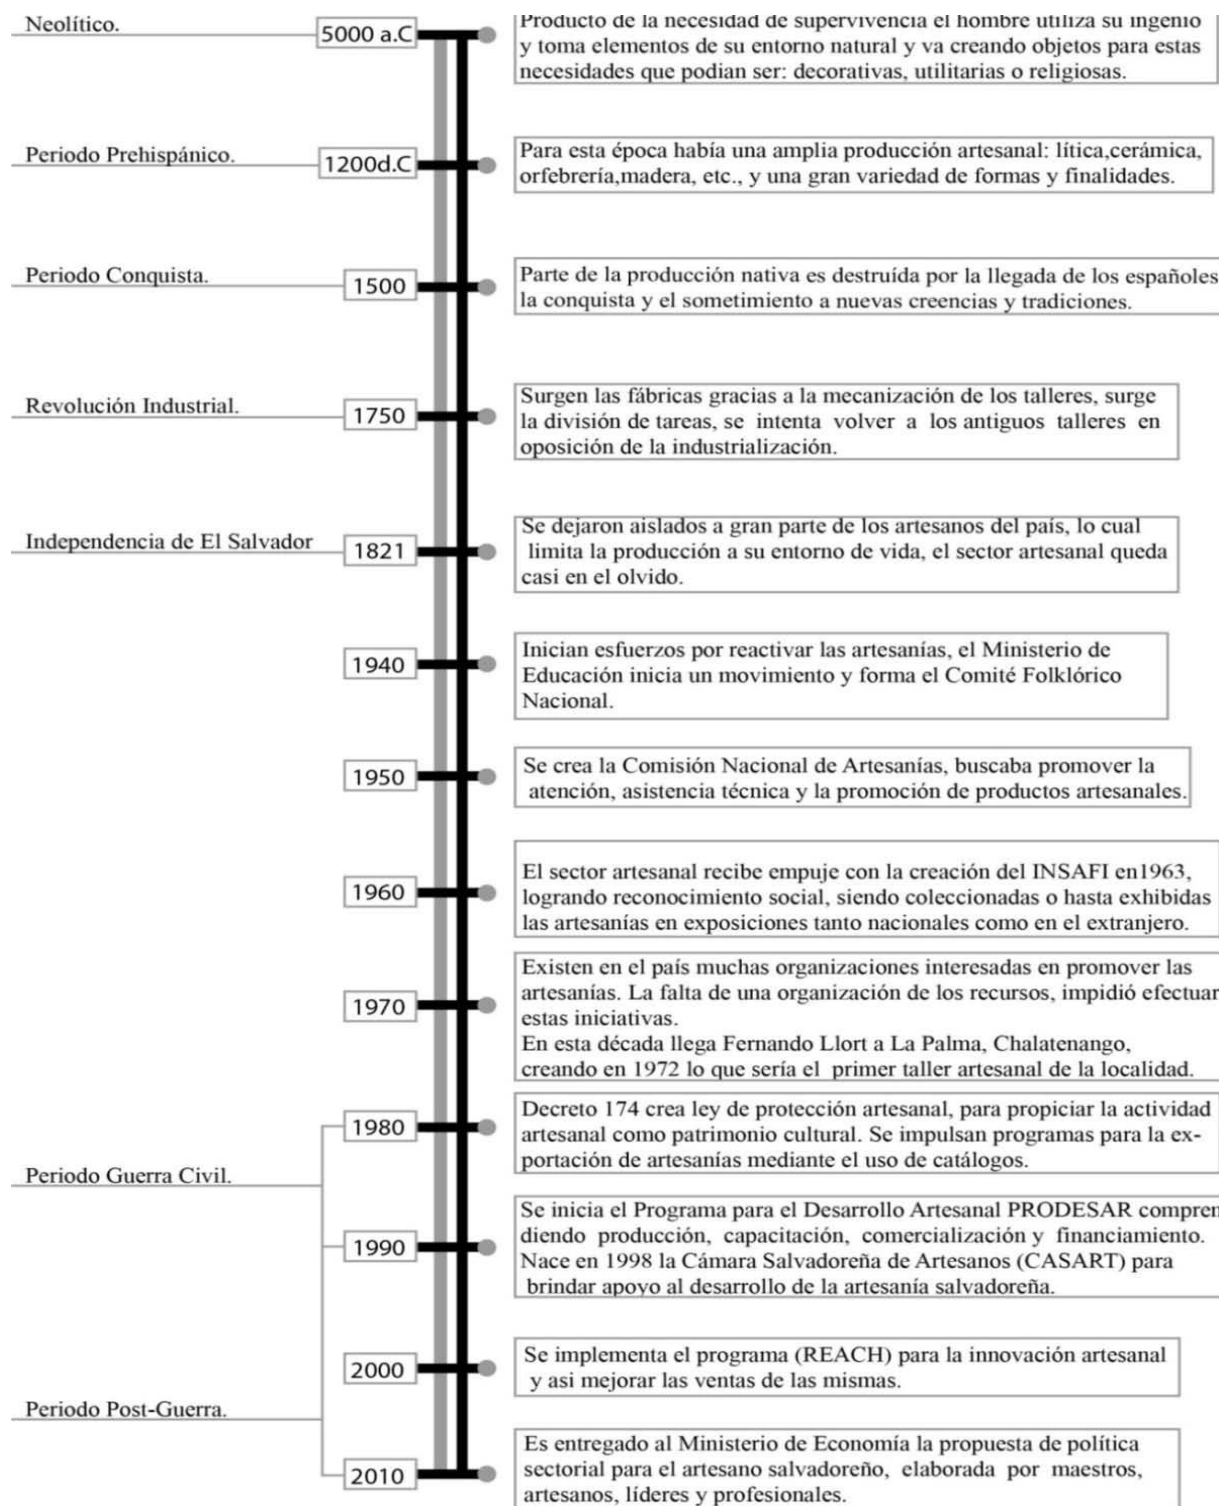 Neolítico.
5000 a.C
Producto de la necesidad de supervivencia el hombre utiliza su ingenio
y toma elementos de su entorno natural y va creando objetos para estas
necesidades que podian ser: decorativas, utilitarias o religiosas.
Periodo Prehispánico.
1200d.C
Para esta época había una amplia producción artesanal: lítica,cerámica,
orfebrería,madera, etc., y una gran variedad de formas y finalidades.
Periodo Conquista.
1500
Parte de la producción nativa es destruída por la llegada de los españoles
la conquista y el sometimiento a nuevas creencias y tradiciones.
Revolución Industrial.
1750
Surgen las fábricas gracias a la mecanización de los talleres, surge
la división de tareas, se intenta volver a los antiguos talleres en
oposición de la industrialización.
Independencia de El Salvador
1821
Se dejaron aislados a gran parte de los artesanos del país, lo cual
limita la producción a su entorno de vida, el sector artesanal queda
casi en el olvido.
1940
Inician esfuerzos por reactivar las artesanías, el Ministerio de
Educación inicia un movimiento y forma el Comité Folklórico
Nacional.
1950
Se crea la Comisión Nacional de Artesanías, buscaba promover la
atención, asistencia técnica y la promoción de productos artesanales.
1960
El sector artesanal recibe empuje con la creación del INSAFI en1963,
logrando reconocimiento social, siendo coleccionadas o hasta exhibidas
las artesanías en exposiciones tanto nacionales como en el extranjero.
1970
Existen en el país muchas organizaciones interesadas en promover las
artesanías. La falta de una organización de los recursos, impidió efectuar
estas iniciativas.
En esta década llega Fernando Llort a La Palma, Chalatenango,
creando en 1972 lo que sería el primer taller artesanal de la localidad.
Periodo Guerra Civil.
1980
Decreto 174 crea ley de protección artesanal, para propiciar la actividad
artesanal como patrimonio cultural. Se impulsan programas para la ex-
portación de artesanías mediante el uso de catálogos.
1990
Se inicia el Programa para el Desarrollo Artesanal PRODESAR compren
diendo producción, capacitación, comercialización y financiamiento.
Nace en 1998 la Cámara Salvadoreña de Artesanos (CASART) para
brindar apoyo al desarrollo de la artesanía salvadoreña.
Periodo Post-Guerra.
2000
Se implementa el programa (REACH) para la innovación artesanal
y asi mejorar las ventas de las mismas.
2010
Es entregado al Ministerio de Economía la propuesta de política
sectorial para el artesano salvadoreño, elaborada por maestros,
artesanos, líderes y profesionales.